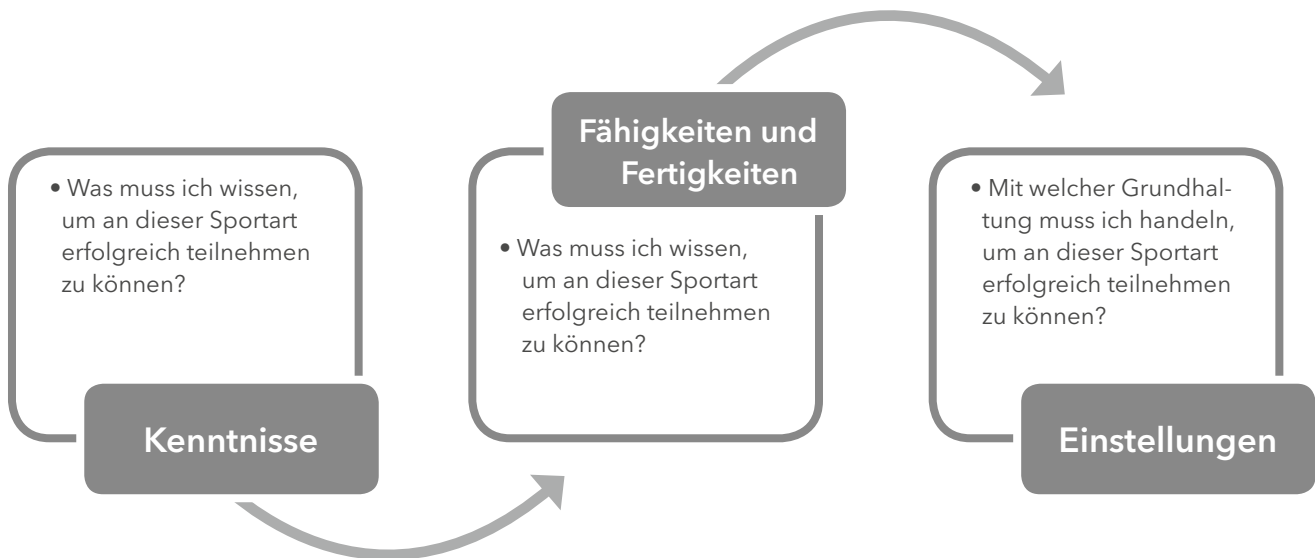 • Was muss ich wissen,
um an dieser Sportart
erfolgreich teilnehmen
zu können?
Kenntnisse
Fähigkeiten und
Fertigkeiten
• Was muss ich wissen,
um an dieser Sportart
erfolgreich teilnehmen
zu können?
• Mit welcher Grundhal-
tung muss ich handeln,
um an dieser Sportart
erfolgreich teilnehmen
zu können?
Einstellungen